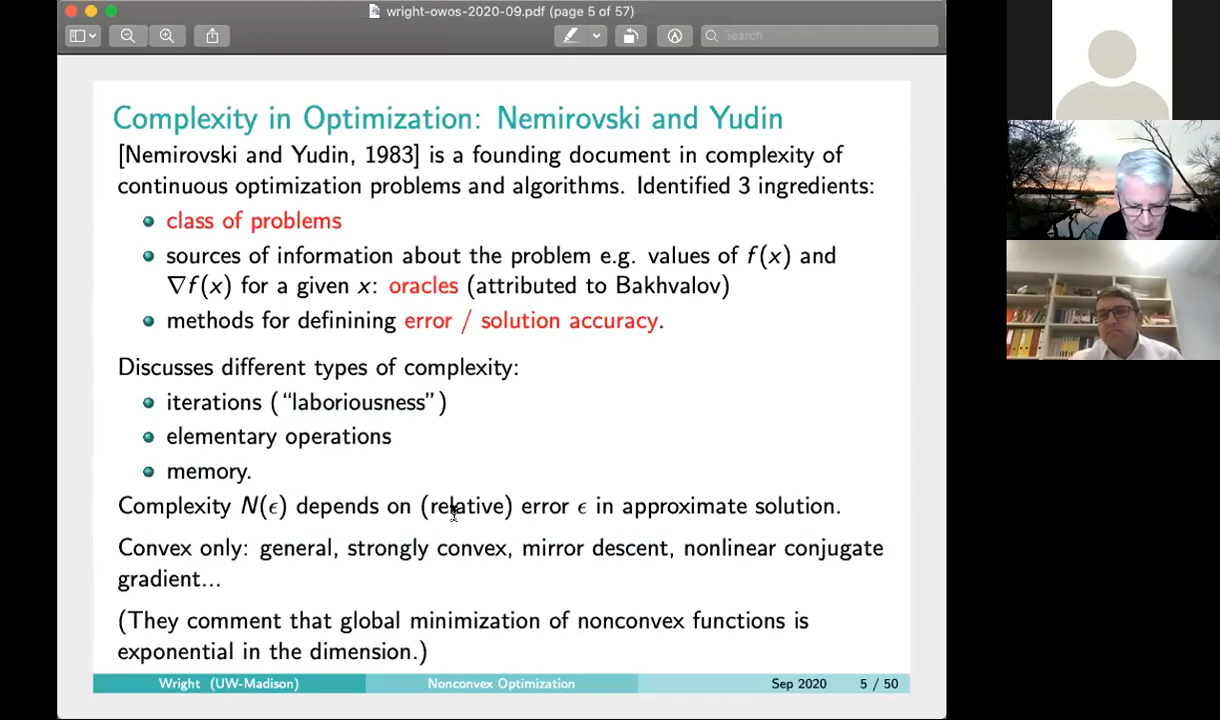 wright-owos-2020-09.pdf (page 5 of 57)
Search
Complexity in Optimization: Nemirovski and Yudin
[Nemirovski and Yudin, 1983] is a founding document in complexity of
continuous optimization problems and algorithms. Identified 3 ingredients:
class of problems
sources of information about the problem e.g. values of f(x) and
∇f(x) for a given x: oracles (attributed to Bakhvalov)
methods for definining error / solution accuracy.
Discusses different types of complexity:
iterations (“laboriousness”)
elementary operations
memory.
Complexity N(ϵ) depends on (relative) error ϵ in approximate solution.
Convex only: general, strongly convex, mirror descent, nonlinear conjugate
gradient...
(They comment that global minimization of nonconvex functions is
exponential in the dimension.)
Wright (UW-Madison) Nonconvex Optimization Sep 2020 5 / 50